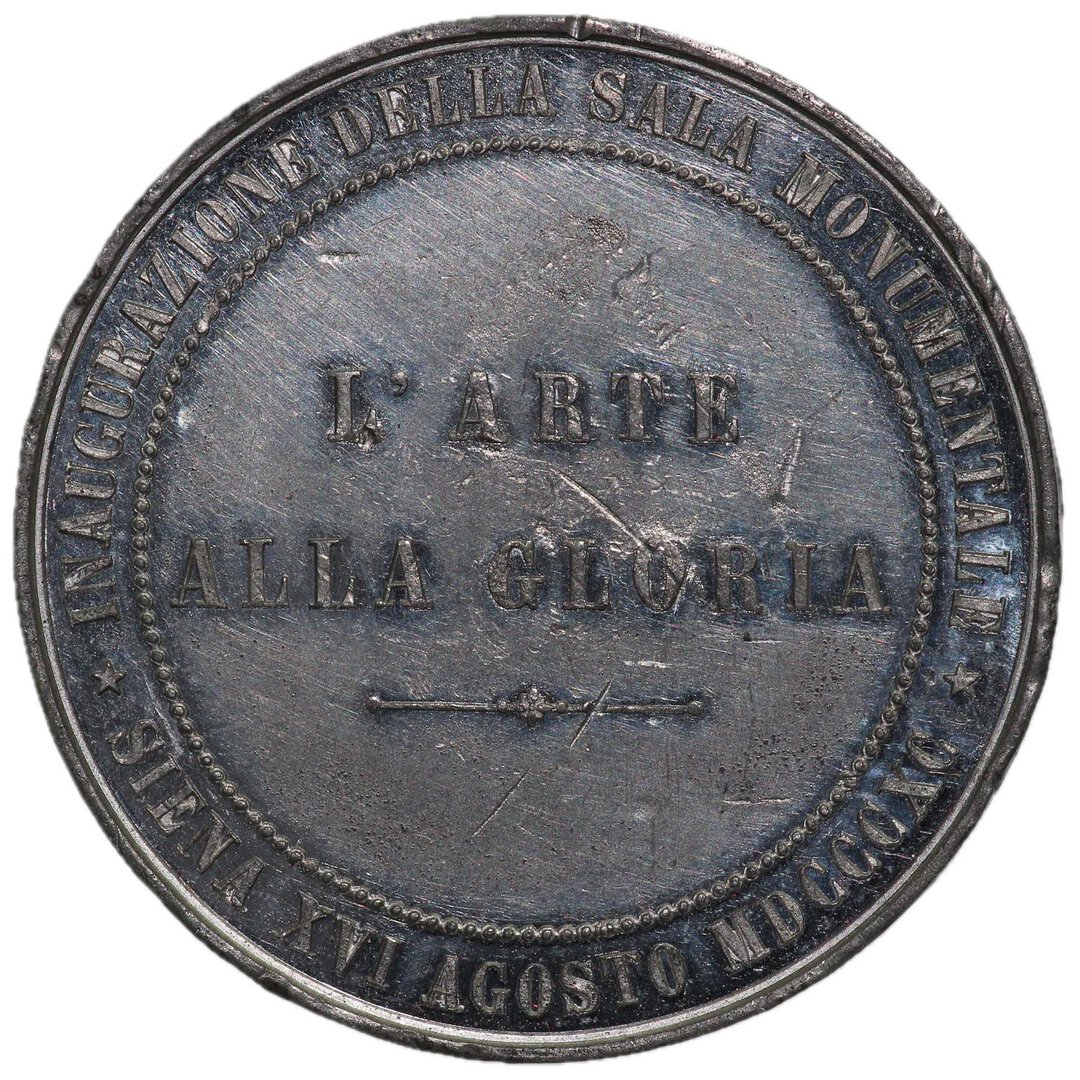 INAUGURAZIONE DELLA SALA MONUMENTALE
L'ARTE
ALLA GLORIA
★ SIENA XVI AGOSTO MDCCCXC ★